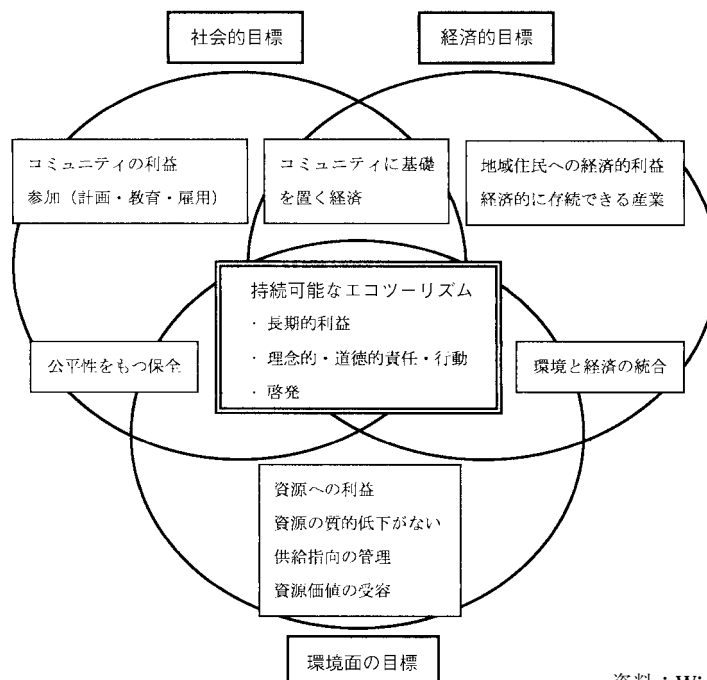 社会的目標
経済的目標
コミュニティの利益
参加（計画・教育・雇用）
コミュニティに基礎
を置く経済
地域住民への経済的利益
経済的に存続できる産業
持続可能なエコツーリズム
・長期的利益
・理念的・道徳的責任・行動
・啓発
公平性をもつ保全
環境と経済の統合
資源への利益
資源の質的低下がない
供給指向の管理
資源価値の受容
環境面の目標
資料：Wi